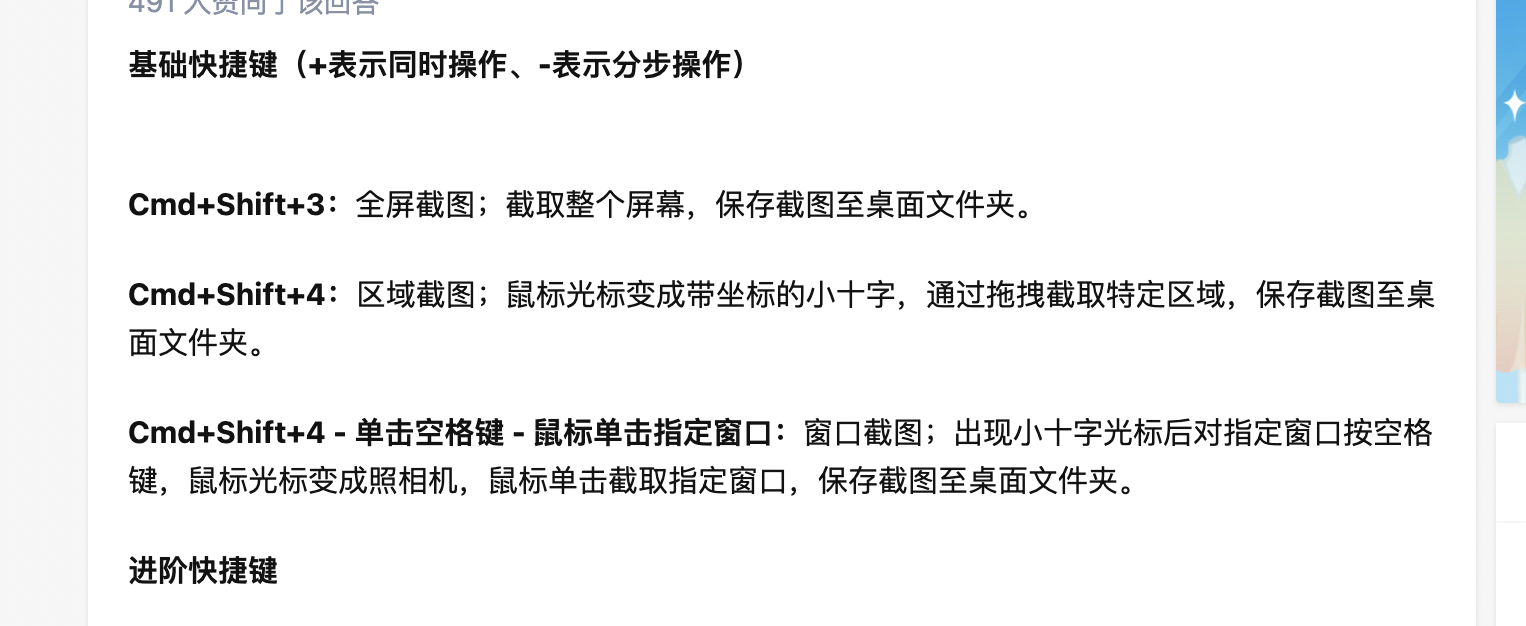 491 人赞同了该回答
基础快捷键（+表示同时操作、-表示分步操作）
Cmd+Shift+3：全屏截图；截取整个屏幕，保存截图至桌面文件夹。
Cmd+Shift+4：区域截图；鼠标光标变成带坐标的小十字，通过拖拽截取特定区域，保存截图至桌
面文件夹。
Cmd+Shift+4 - 单击空格键 - 鼠标单击指定窗口：窗口截图；出现小十字光标后对指定窗口按空格
键，鼠标光标变成照相机，鼠标单击截取指定窗口，保存截图至桌面文件夹。
进阶快捷键